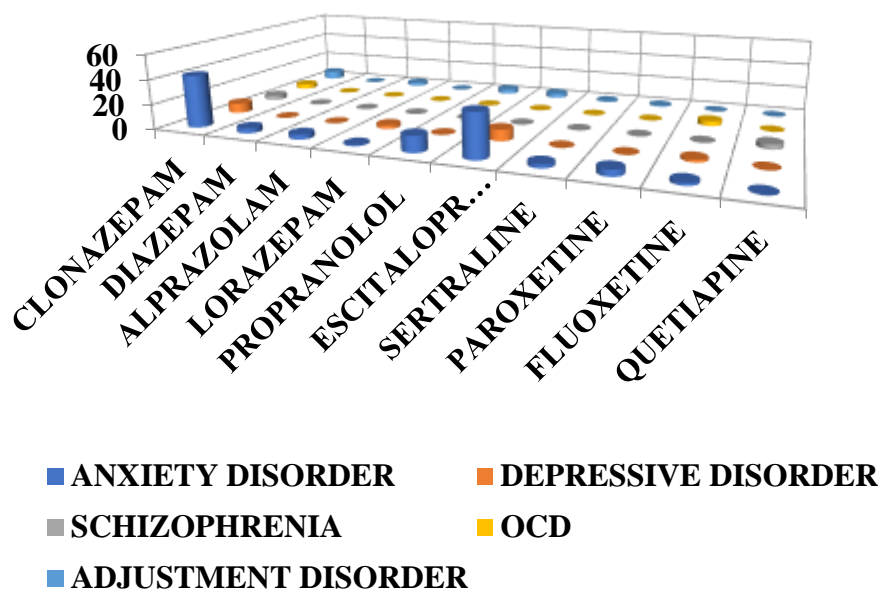 60
40
20
0
CLONAZEPAM
DIAZEPAM
ALPRAZOLAM
LORAZEPAM
PROPRANOLOL
ESCITALOPR...
SERTRALINE
PAROXETINE
FLUOXETINE
QUETIAPINE
ANXIETY DISORDER
DEPRESSIVE DISORDER
SCHIZOPHRENIA
OCD
ADJUSTMENT DISORDER